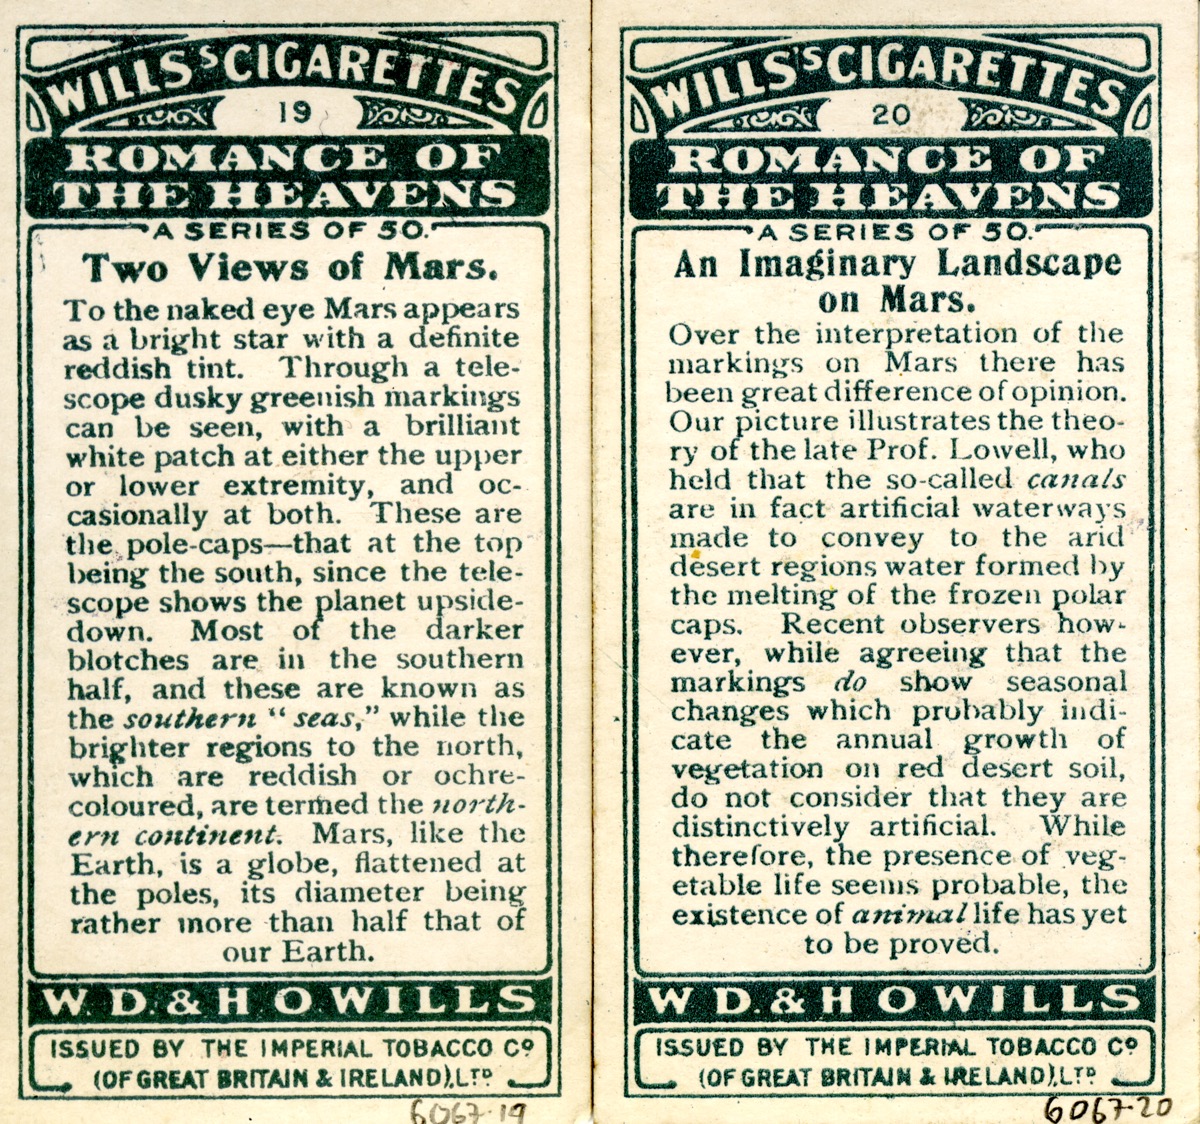 WILLS'S CIGARETTES
19
ROMANCE OF
THE HEAVENS
A SERIES OF 50.
Two Views of Mars.
To the naked eye Mars appears
as a bright star with a definite
reddish tint. Through a tele-
scope dusky greenish markings
can be seen, with a brilliant
white patch at either the upper
or lower extremity, and oc-
casionally at both. These are
the pole-caps—that at the top
being the south, since the tele-
scope shows the planet upside-
down. Most of the darker
blotches are in the southern
half, and these are known as
the southern "seas," while the
brighter regions to the north,
which are reddish or ochre-
coloured, are termed the north-
ern continent. Mars, like the
Earth, is a globe, flattened at
the poles, its diameter being
rather more than half that of
our Earth.
W. D. & H. O. WILLS
ISSUED BY THE IMPERIAL TOBACCO Cº
(OF GREAT BRITAIN & IRELAND), LTD
6067-19
WILLS'S CIGARETTES
20
ROMANCE OF
THE HEAVENS
A SERIES OF 50.
An Imaginary Landscape
on Mars.
Over the interpretation of the
markings on Mars there has
been great difference of opinion.
Our picture illustrates the theo-
ry of the late Prof. Lowell, who
held that the so-called canals
are in fact artificial waterways
made to convey to the arid
desert regions water formed by
the melting of the frozen polar
caps. Recent observers how-
ever, while agreeing that the
markings do show seasonal
changes which probably indi-
cate the annual growth of
vegetation on red desert soil,
do not consider that they are
distinctively artificial. While
therefore, the presence of veg-
etable life seems probable, the
existence of animal life has yet
to be proved.
W. D. & H. O. WILLS
ISSUED BY THE IMPERIAL TOBACCO Cº
(OF GREAT BRITAIN & IRELAND), LTD
6067-20